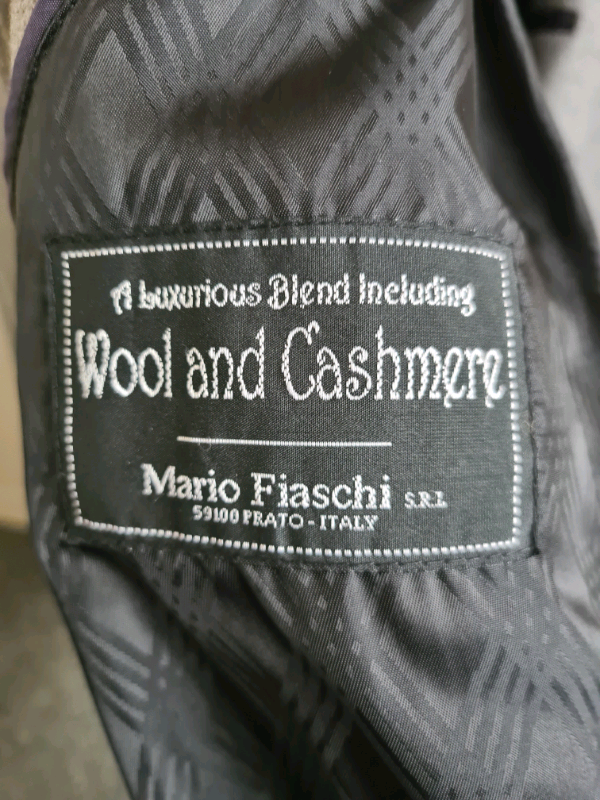 A Luxurious Blend Including
Wool and Cashmere
Mario Fiaschi S.R.L
59100 PRATO - ITALY